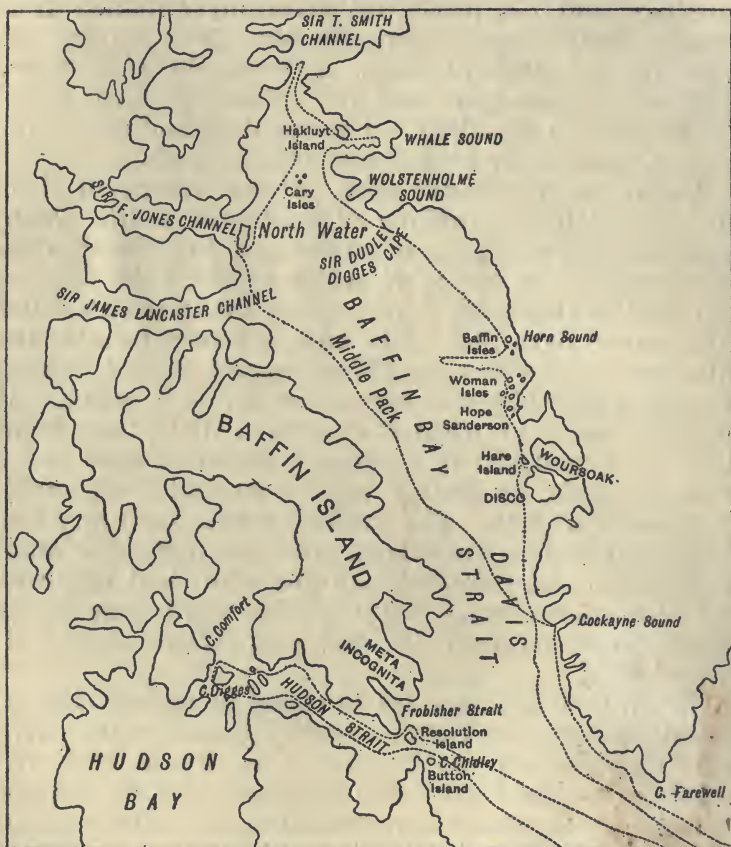 SIR T. SMITH
CHANNEL
Hakluyt
Island
WHALE SOUND
WOLSTENHOLME
SOUND
Cary
Isles
SIR F. JONES CHANNEL
North Water
SIR DUDLEY
DIGGES CAPE
SIR JAMES LANCASTER CHANNEL
BAFFIN BAY
Middle Pack
Baffin
Isles
Horn Sound
Woman
Isles
Hope
Sanderson
BAFFIN ISLAND
Hare
Island
WOURSOAK
DISCO
DAVIS
STRAIT
C. Comfort
Cockayne Sound
META
INCOGNITA
C. Digges
HUDSON
STRAIT
Frobisher Strait
Resolution
Island
C. Chidley
Button
Island
HUDSON
BAY
C. Farewell